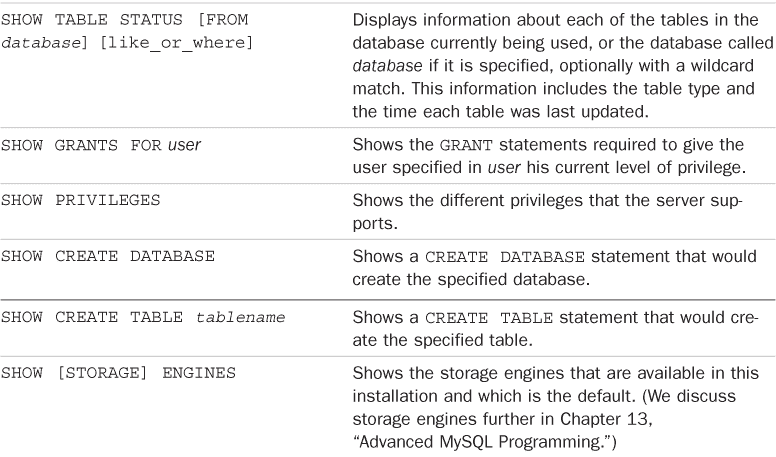 SHOW TABLE STATUS [FROM
database] [like_or_where]
Displays information about each of the tables in the
database currently being used, or the database called
database if it is specified, optionally with a wildcard
match. This information includes the table type and
the time each table was last updated.
SHOW GRANTS FOR user
Shows the GRANT statements required to give the
user specified in user his current level of privilege.
SHOW PRIVILEGES
Shows the different privileges that the server sup-
ports.
SHOW CREATE DATABASE
Shows a CREATE DATABASE statement that would
create the specified database.
SHOW CREATE TABLE tablename
Shows a CREATE TABLE statement that would cre-
ate the specified table.
SHOW [STORAGE] ENGINES
Shows the storage engines that are available in this
installation and which is the default. (We discuss
storage engines further in Chapter 13,
“Advanced MySQL Programming.”)